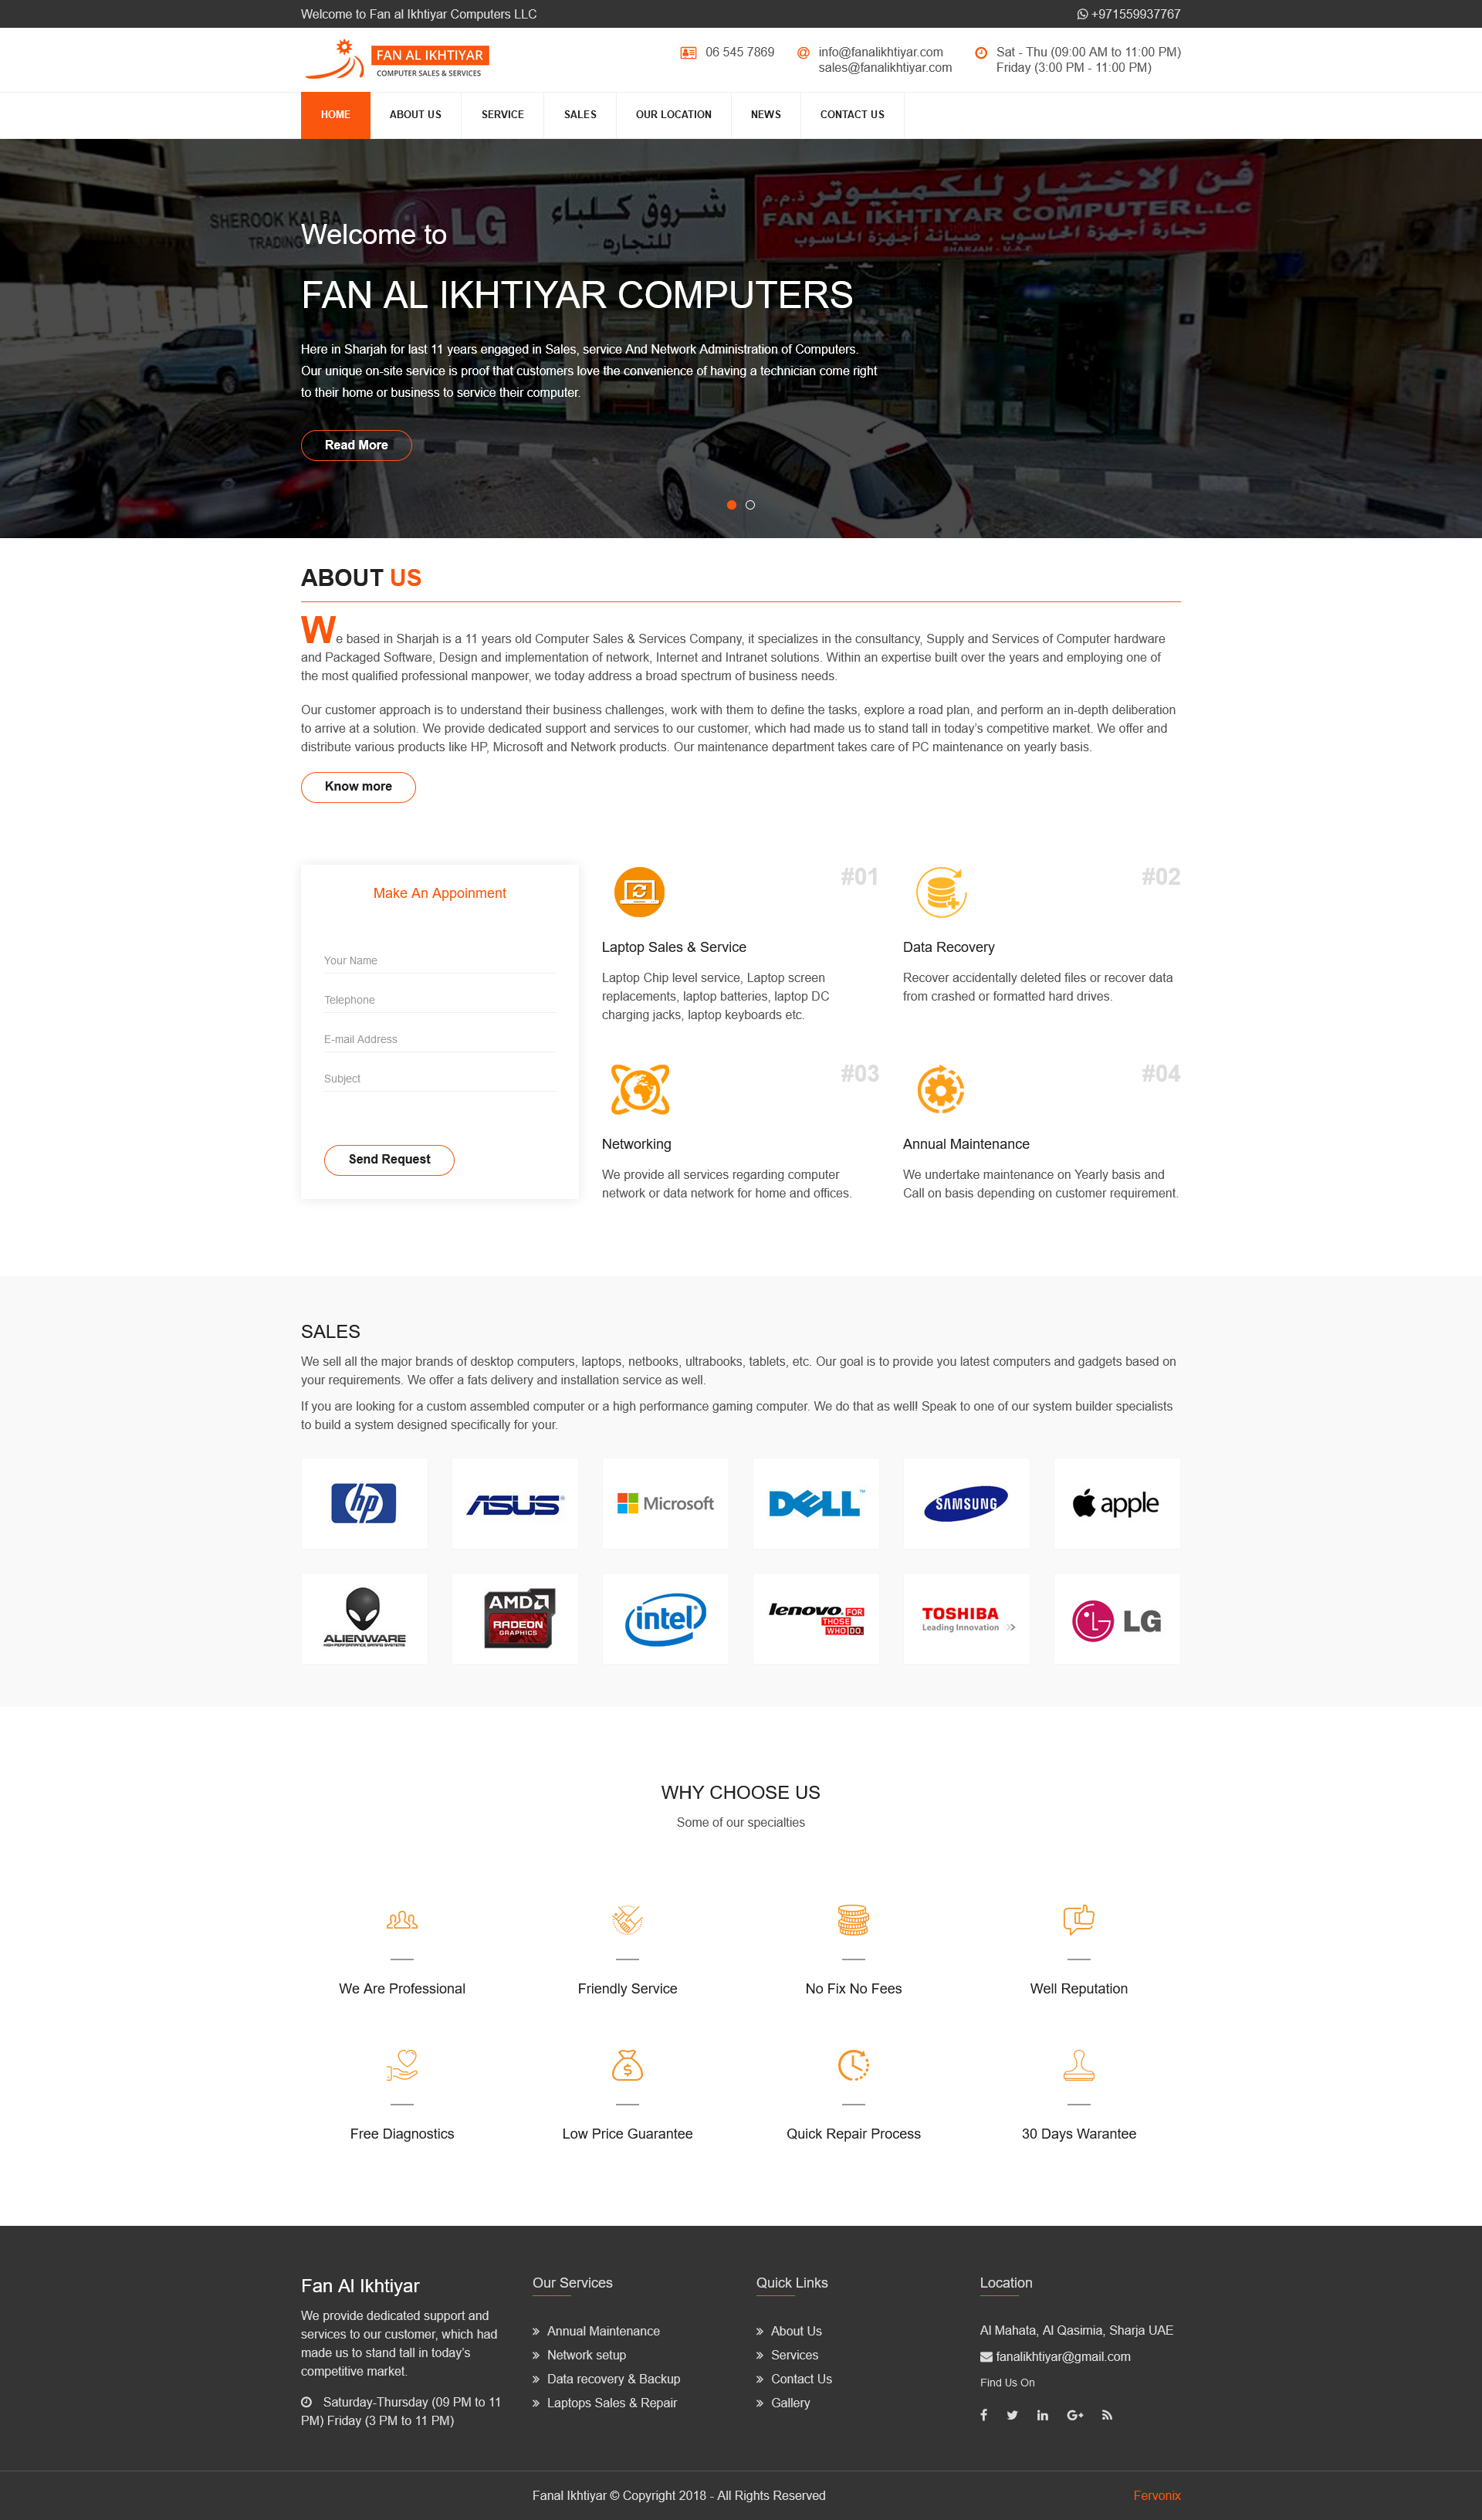 Welcome to Fan al Ikhtiyar Computers LLC
+971559937767
FAN AL IKHTIYAR
COMPUTER SALES & SERVICES
06 545 7869
info@fanalikhtiyar.com
sales@fanalikhtiyar.com
Sat - Thu (09:00 AM to 11:00 PM)
Friday (3:00 PM - 11:00 PM)
HOME
ABOUT US
SERVICE
SALES
OUR LOCATION
NEWS
CONTACT US
SHEROOK KALBA
TRADING
LG
شروق كلباء
للتجاره
فن الاختيار للكمبيوتر ذ.م.م
FAN AL IKHTIYAR COMPUTER LLC
SHARJAH - U.A.E
Welcome to
FAN AL IKHTIYAR COMPUTERS
Here in Sharjah for last 11 years engaged in Sales, service And Network Administration of Computers.
Our unique on-site service is proof that customers love the convenience of having a technician come right
to their home or business to service their computer.
Read More
ABOUT US
We based in Sharjah is a 11 years old Computer Sales & Services Company, it specializes in the consultancy, Supply and Services of Computer hardware
and Packaged Software, Design and implementation of network, Internet and Intranet solutions. Within an expertise built over the years and employing one of
the most qualified professional manpower, we today address a broad spectrum of business needs.
Our customer approach is to understand their business challenges, work with them to define the tasks, explore a road plan, and perform an in-depth deliberation
to arrive at a solution. We provide dedicated support and services to our customer, which had made us to stand tall in today's competitive market. We offer and
distribute various products like HP, Microsoft and Network products. Our maintenance department takes care of PC maintenance on yearly basis.
Know more
Make An Appoinment
Your Name
Telephone
E-mail Address
Subject
Send Request
#01
Laptop Sales & Service
Laptop Chip level service, Laptop screen
replacements, laptop batteries, laptop DC
charging jacks, laptop keyboards etc.
#02
Data Recovery
Recover accidentally deleted files or recover data
from crashed or formatted hard drives.
#03
Networking
We provide all services regarding computer
network or data network for home and offices.
#04
Annual Maintenance
We undertake maintenance on Yearly basis and
Call on basis depending on customer requirement.
SALES
We sell all the major brands of desktop computers, laptops, netbooks, ultrabooks, tablets, etc. Our goal is to provide you latest computers and gadgets based on
your requirements. We offer a fats delivery and installation service as well.
If you are looking for a custom assembled computer or a high performance gaming computer. We do that as well! Speak to one of our system builder specialists
to build a system designed specifically for your.
hp
ASUS
Microsoft
DELL
SAMSUNG
apple
ALIENWARE
HIGH-PERFORMANCE GAMING SYSTEMS
AMD
RADEON
GRAPHICS
intel
lenovo FOR
THOSE
WHO DO.
TOSHIBA
Leading Innovation
LG
WHY CHOOSE US
Some of our specialties
We Are Professional
Friendly Service
No Fix No Fees
Well Reputation
Free Diagnostics
Low Price Guarantee
Quick Repair Process
30 Days Warantee
Fan Al Ikhtiyar
We provide dedicated support and
services to our customer, which had
made us to stand tall in today's
competitive market.
Saturday-Thursday (09 PM to 11
PM) Friday (3 PM to 11 PM)
Our Services
Annual Maintenance
Network setup
Data recovery & Backup
Laptops Sales & Repair
Quick Links
About Us
Services
Contact Us
Gallery
Location
Al Mahata, Al Qasimia, Sharja UAE
fanalikhtiyar@gmail.com
Find Us On
Fanal Ikhtiyar © Copyright 2018 - All Rights Reserved
Fervonix